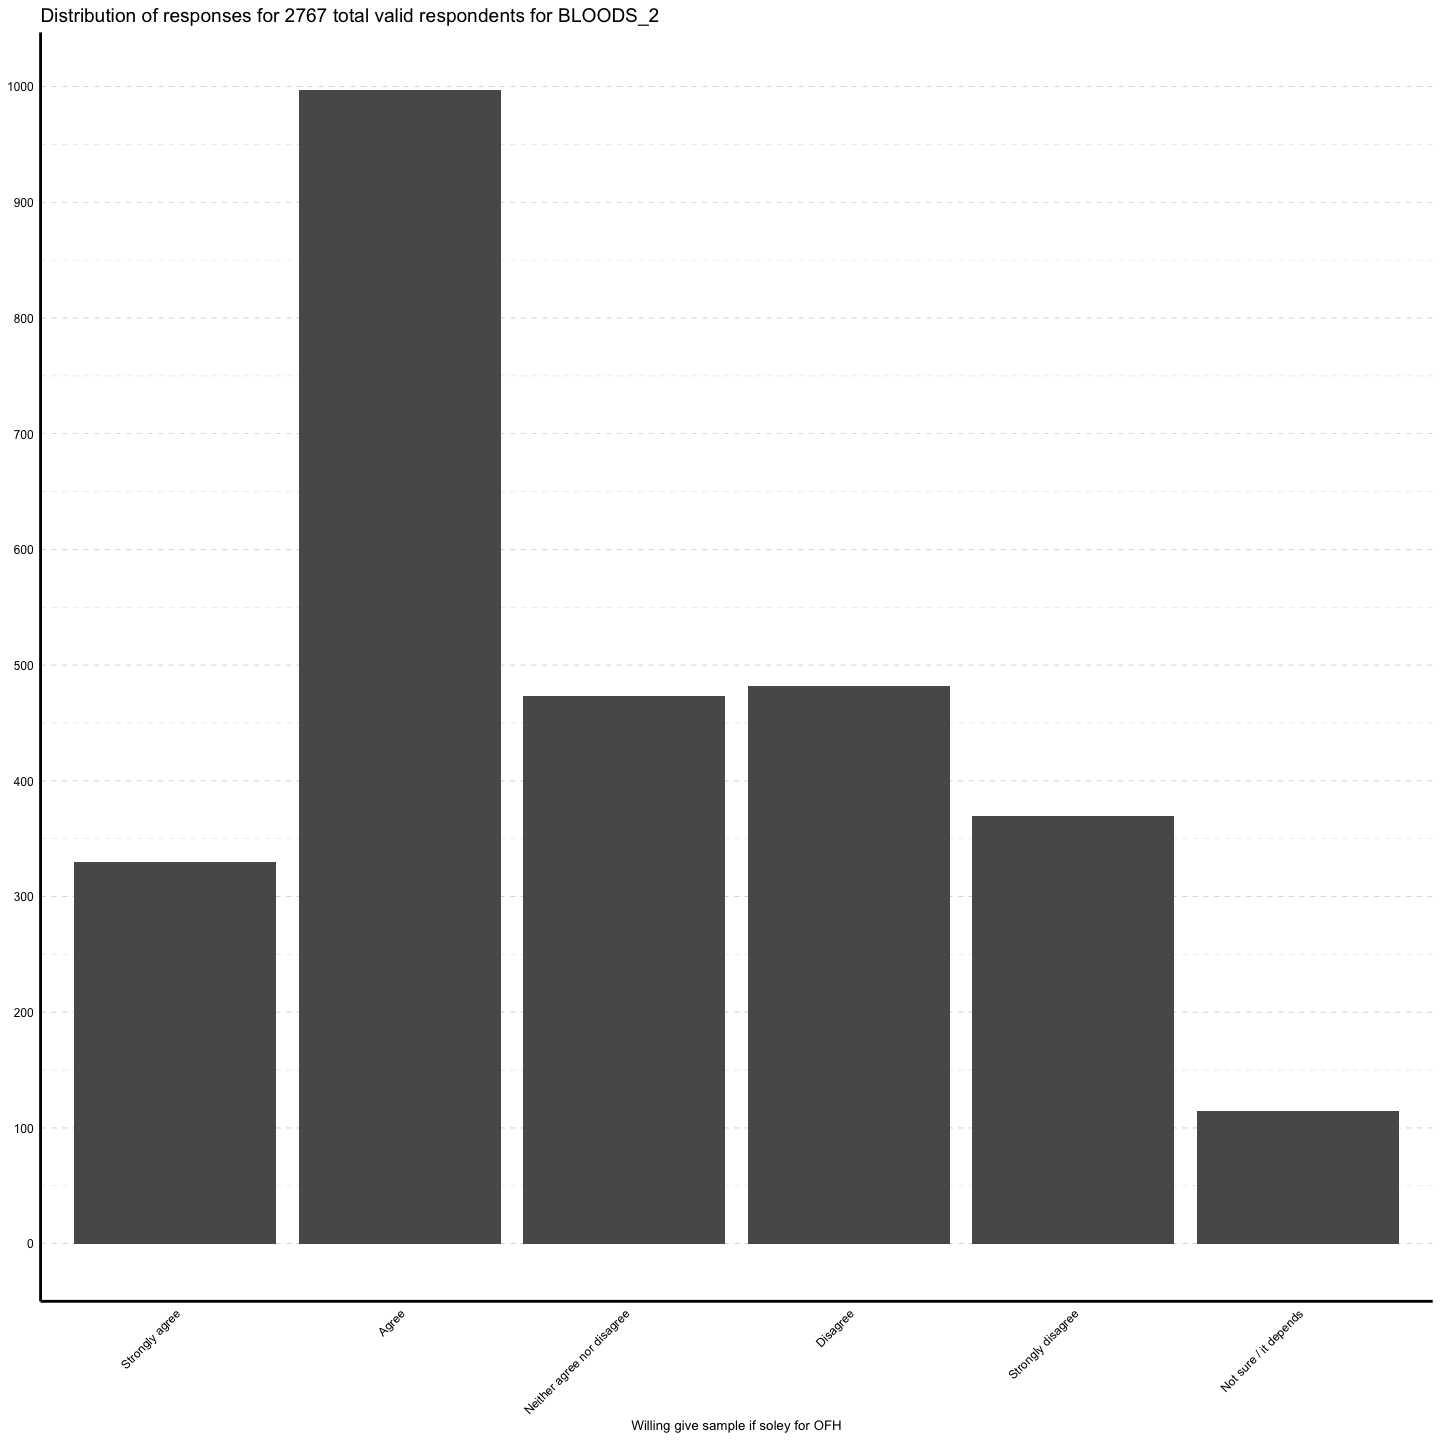 Distribution of responses for 2767 total valid respondents for BLOODS_2
1000
900
800
700
600
500
400
300
200
100
0
Strongly agree
Agree
Neither agree nor disagree
Disagree
Strongly disagree
Not sure / it depends
Willing give sample if soley for OFH